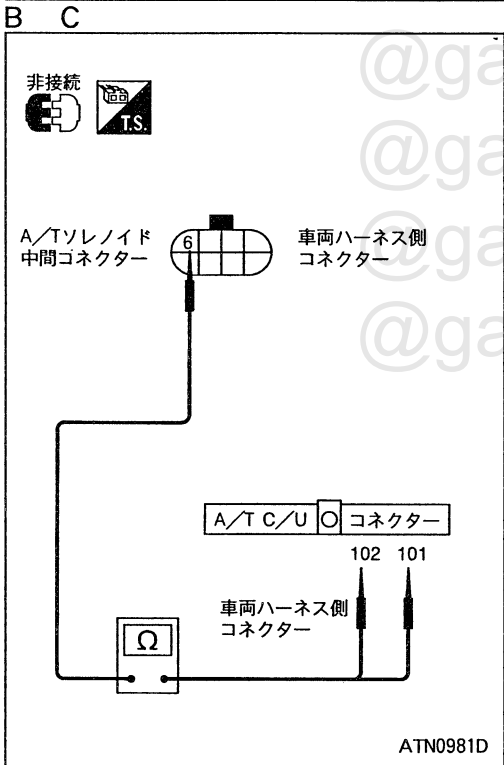 B C
@ga
非接続
T.S.
@ga
6
A/Tソレノイド
中間コネクター
車両ハーネス側
コネクター
@ga
@ga
A/T C/U コネクター
102 101
車両ハーネス側
コネクター
Ω
ATN0981D